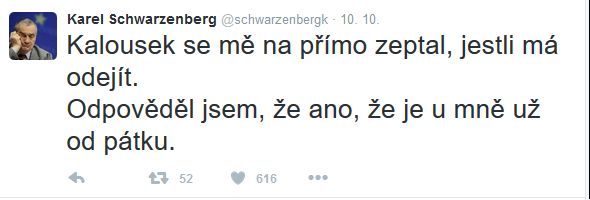 Karel Schwarzenberg @schwarzenbergk · 10. 10.
Kalousek se mě na přímo zeptal, jestli má
odejít.
Odpověděl jsem, že ano, že je u mně už
od pátku.
52 616